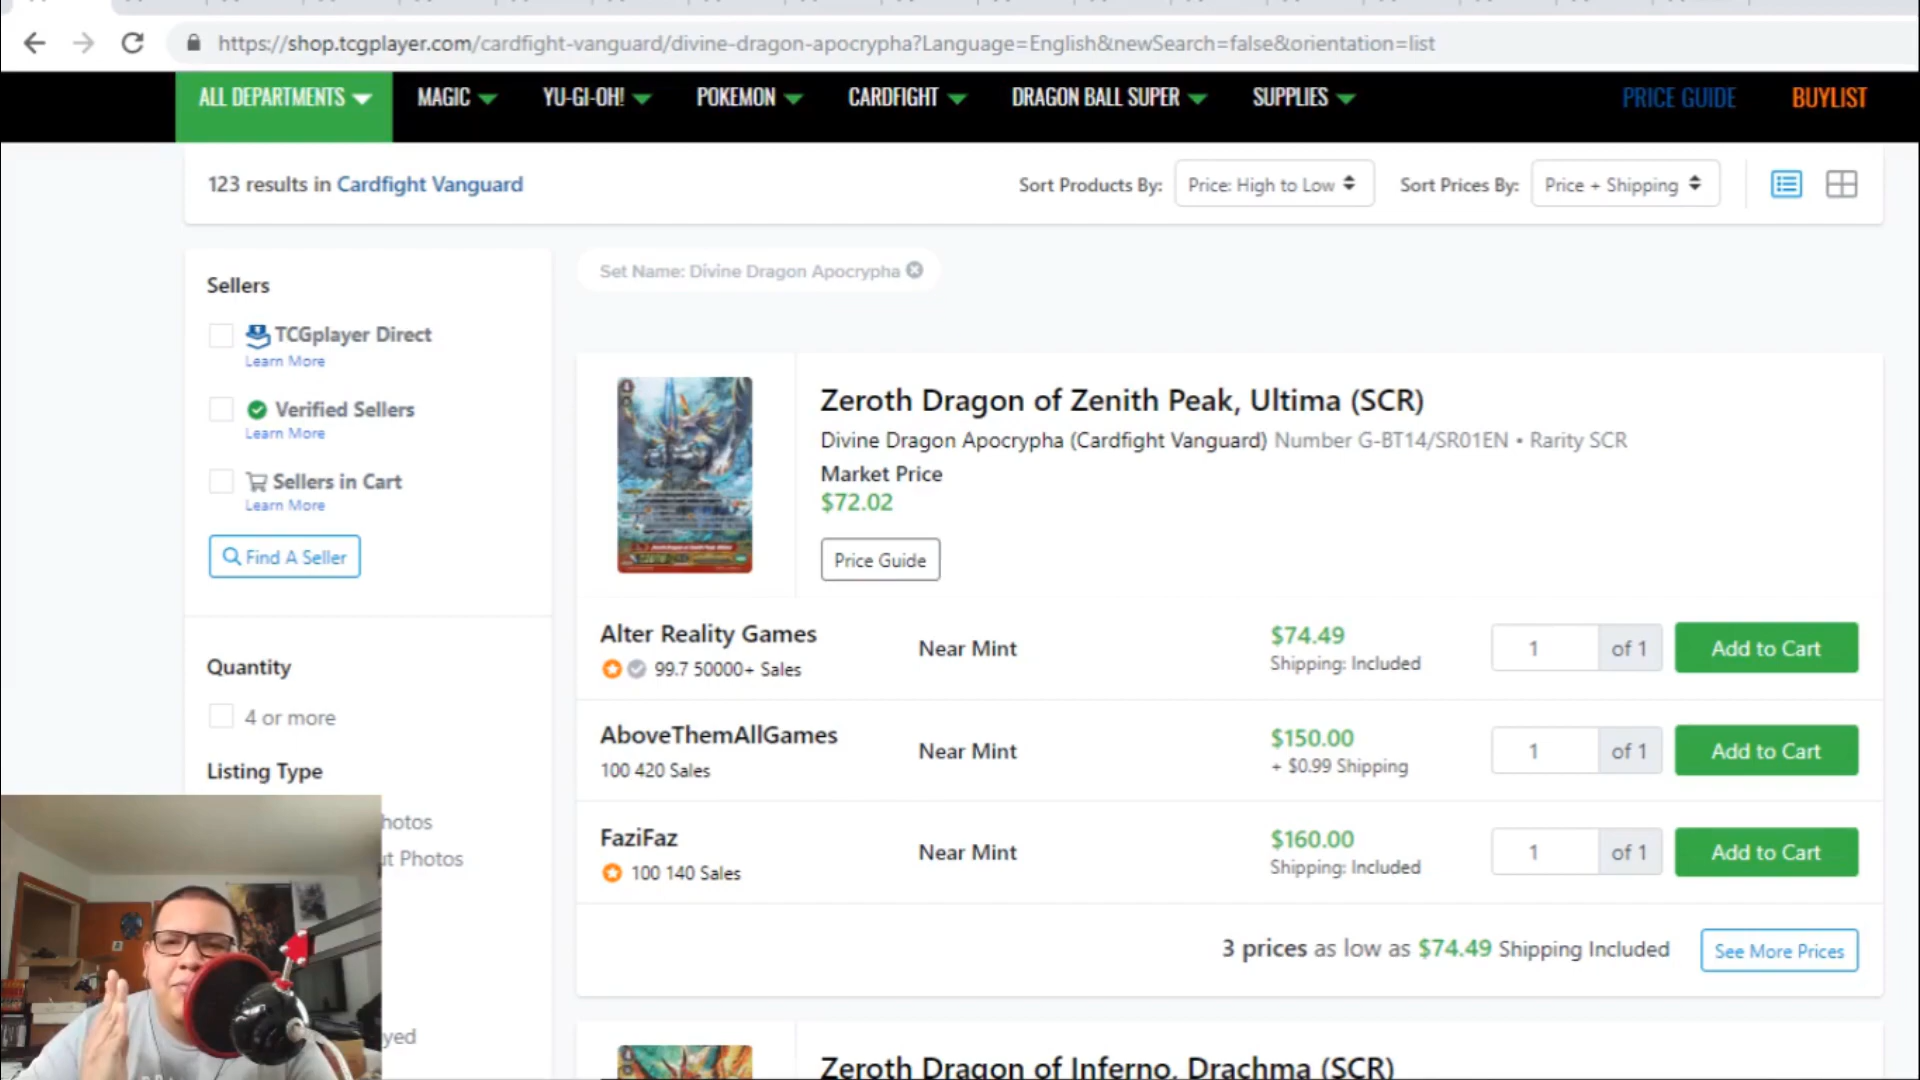 https://shop.tcgplayer.com/cardfight-vanguard/divine-dragon-apocrypha?Language=English&newSearch=false&orientation=list
ALL DEPARTMENTS MAGIC YU-GI-OH! POKEMON CARDFIGHT DRAGON BALL SUPER SUPPLIES PRICE GUIDE BUYLIST
123 results in Cardfight Vanguard
Sort Products By: Price: High to Low Sort Prices By: Price + Shipping
Set Name: Divine Dragon Apocrypha
Sellers
TCGplayer Direct
Learn More
Verified Sellers
Learn More
Sellers in Cart
Learn More
Find A Seller
Quantity
4 or more
Listing Type
hotos
ut Photos
yed
Zeroth Dragon of Zenith Peak, Ultima (SCR)
Divine Dragon Apocrypha (Cardfight Vanguard) Number G-BT14/SR01EN • Rarity SCR
Market Price
$72.02
Price Guide
Alter Reality Games
99.7 50000+ Sales
Near Mint
$74.49
Shipping: Included
1 of 1
Add to Cart
AboveThemAllGames
100 420 Sales
Near Mint
$150.00
+ $0.99 Shipping
1 of 1
Add to Cart
FaziFaz
100 140 Sales
Near Mint
$160.00
Shipping: Included
1 of 1
Add to Cart
3 prices as low as $74.49 Shipping Included
See More Prices
Zeroth Dragon of Inferno, Drachma (SCR)